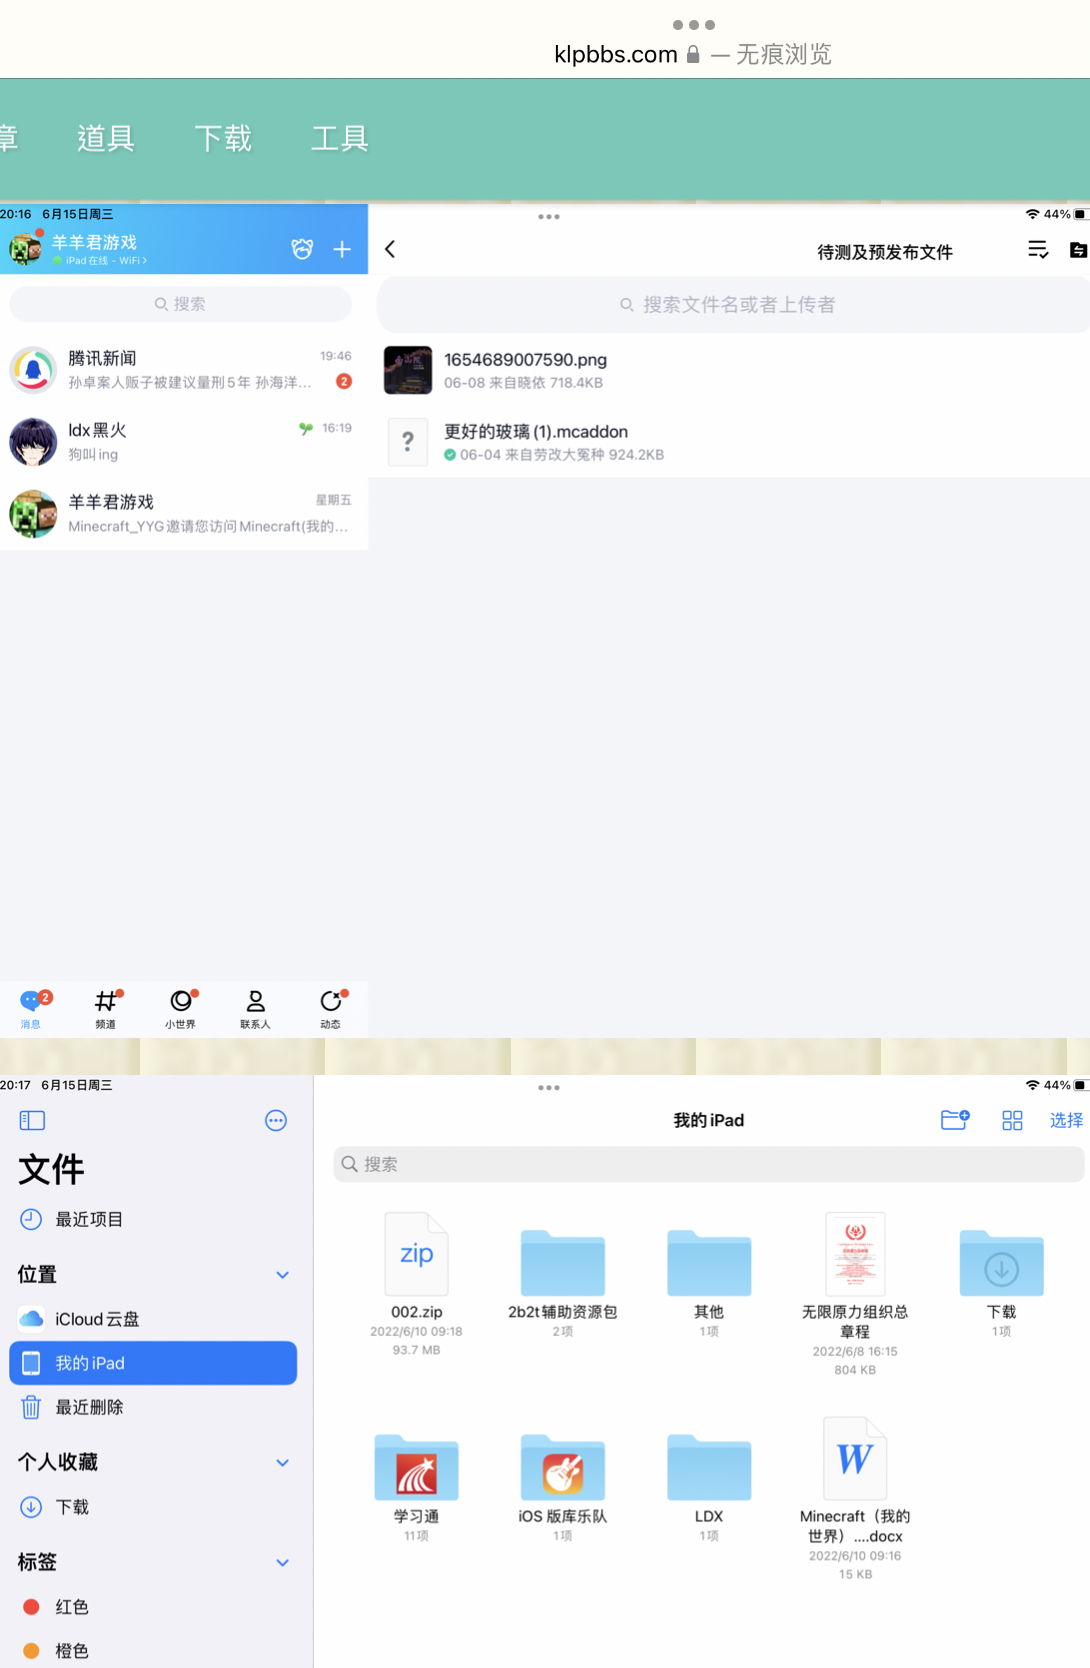 klpbbs.com — 无痕浏览
章 道具 下载 工具
20:16 6月15日周三
44%
羊羊君游戏
iPad在线 - WiFi
待测及预发布文件
搜索
搜索文件名或者上传者
腾讯新闻 19:46
孙卓案人贩子被建议量刑5年 孙海洋... 2
ldx黑火 16:19
狗叫ing
羊羊君游戏 星期五
Minecraft_YYG邀请您访问Minecraft(我的...
1654689007590.png
06-08 来自晓依 718.4KB
?
更好的玻璃(1).mcaddon
06-04 来自劳改大冤种 924.2KB
2
消息 频道 小世界 联系人 动态
20:17 6月15日周三
44%
我的iPad
选择
文件
搜索
最近项目
位置
iCloud云盘
我的iPad
最近删除
个人收藏
下载
标签
红色
橙色
zip
002.zip
2022/6/10 09:18
93.7 MB
2b2t辅助资源包
2项
其他
1项
无限原力组织总
章程
2022/6/8 16:15
804 KB
下载
1项
学习通
11项
iOS 版库乐队
1项
LDX
1项
W
Minecraft（我的
世界）....docx
2022/6/10 09:16
15 KB